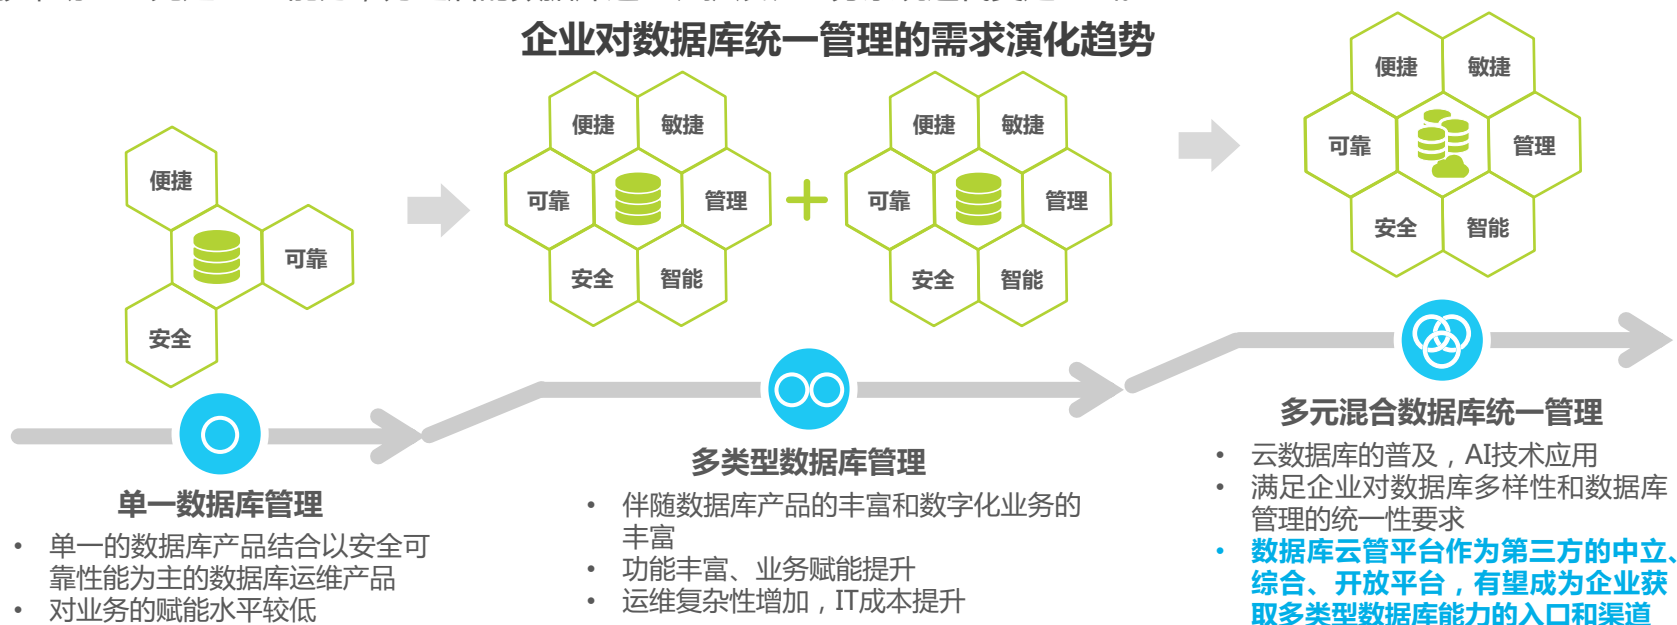 企业对数据库统一管理的需求演化趋势
便捷
可靠
安全
便捷
敏捷
可靠
管理
安全
智能
便捷
敏捷
可靠
管理
安全
智能
便捷
敏捷
可靠
管理
安全
智能
单一数据库管理
• 单一的数据库产品结合以安全可
靠性能为主的数据库运维产品
• 对业务的赋能水平较低
多类型数据库管理
• 伴随数据库产品的丰富和数字化业务的
丰富
• 功能丰富、业务赋能提升
• 运维复杂性增加，IT成本提升
多元混合数据库统一管理
• 云数据库的普及，AI技术应用
• 满足企业对数据库多样性和数据库
管理的统一性要求
• 数据库云管平台作为第三方的中立、
综合、开放平台，有望成为企业获
取多类型数据库能力的入口和渠道